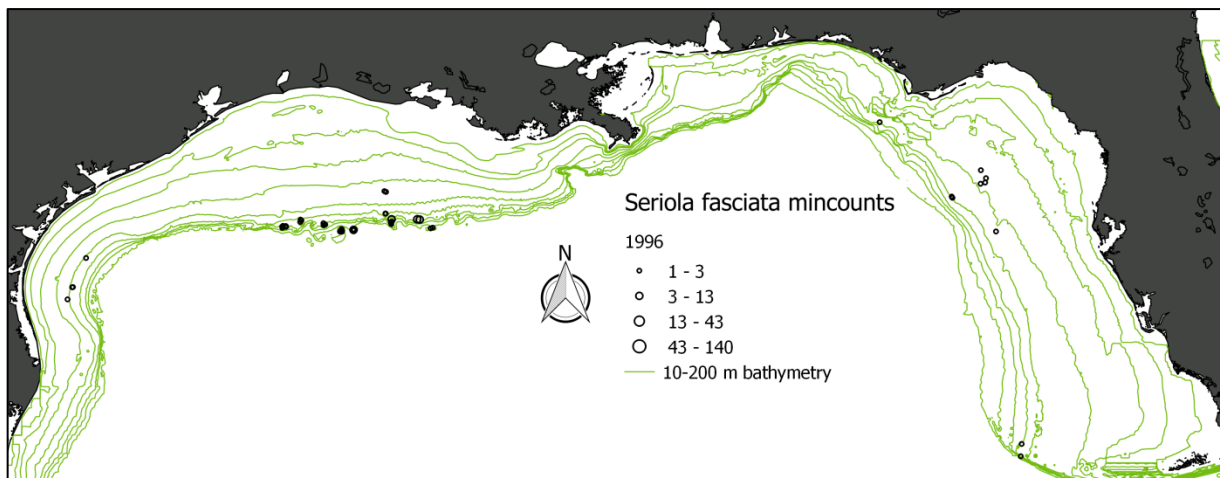 Seriola fasciata mincounts
1996
N
1 - 3
3 - 13
13 - 43
43 - 140
10-200 m bathymetry